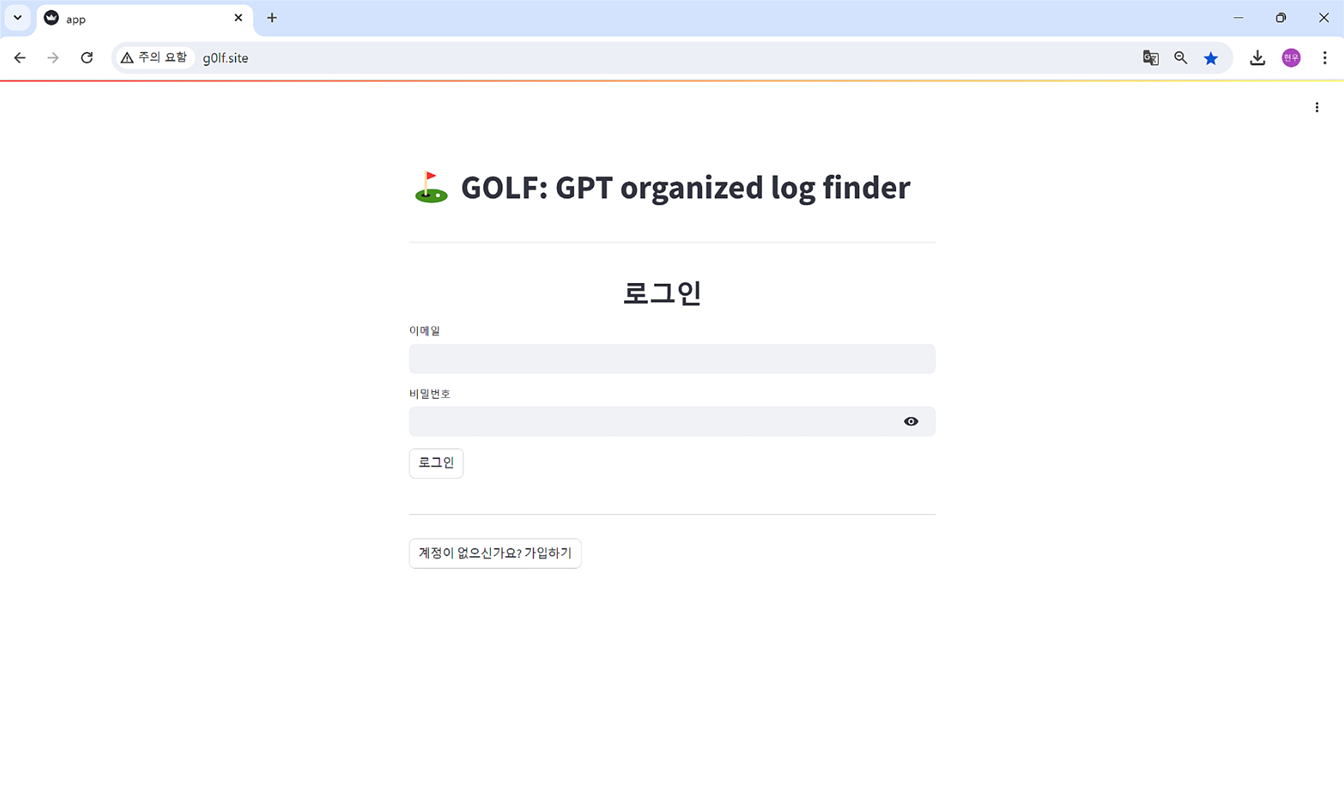 app
주의 요함
g0lf.site
현우
GOLF: GPT organized log finder
로그인
이메일
비밀번호
로그인
계정이 없으신가요? 가입하기